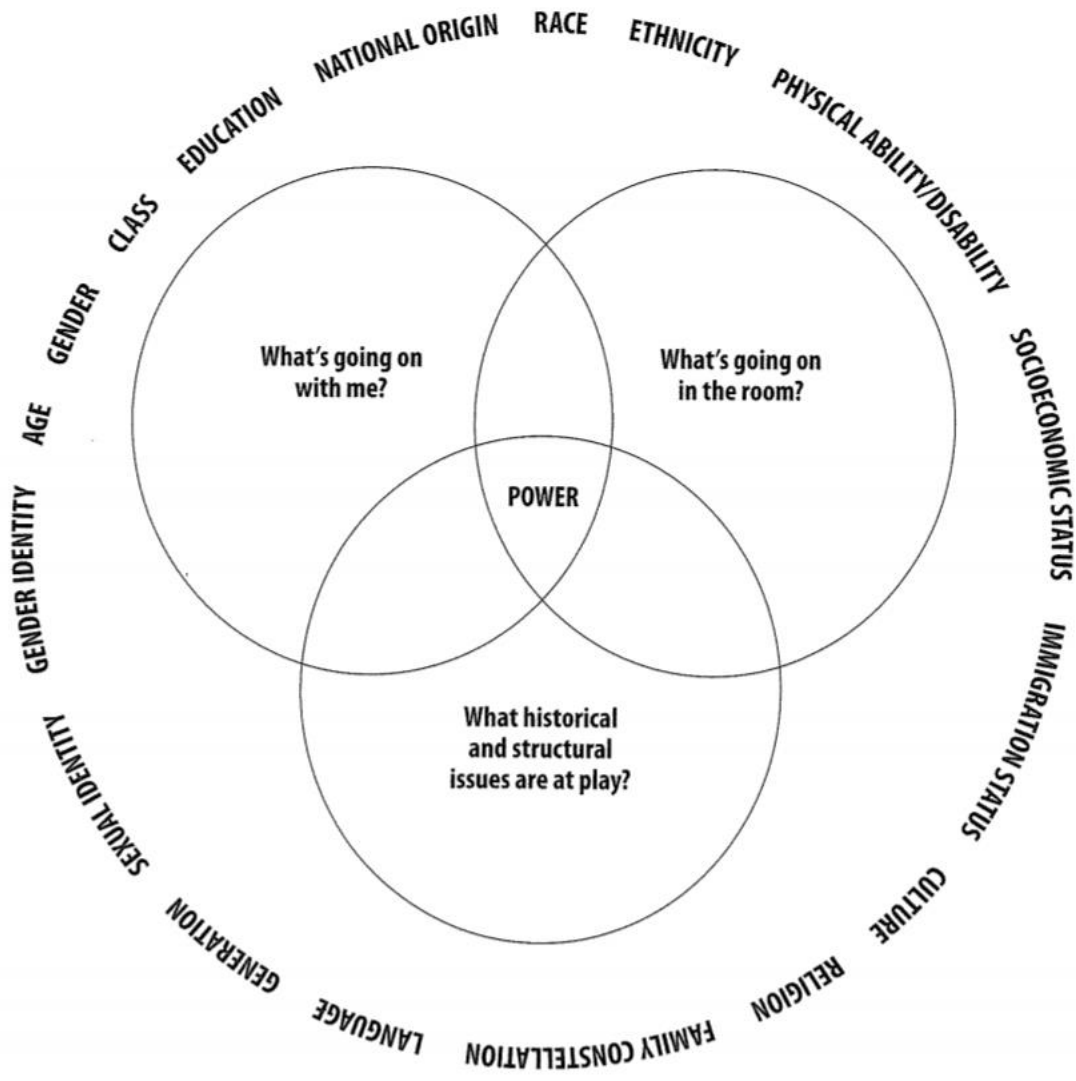 NATIONAL ORIGIN
RACE
ETHNICITY
PHYSICAL ABILITY/DISABILITY
SOCIOECONOMIC STATUS
IMMIGRATION STATUS
CULTURE
RELIGION
FAMILY CONSTELLATION
LANGUAGE
GENERATION
SEXUAL IDENTITY
GENDER IDENTITY
AGE
GENDER
CLASS
EDUCATION
What's going on
with me?
What's going on
in the room?
POWER
What historical
and structural
issues are at play?